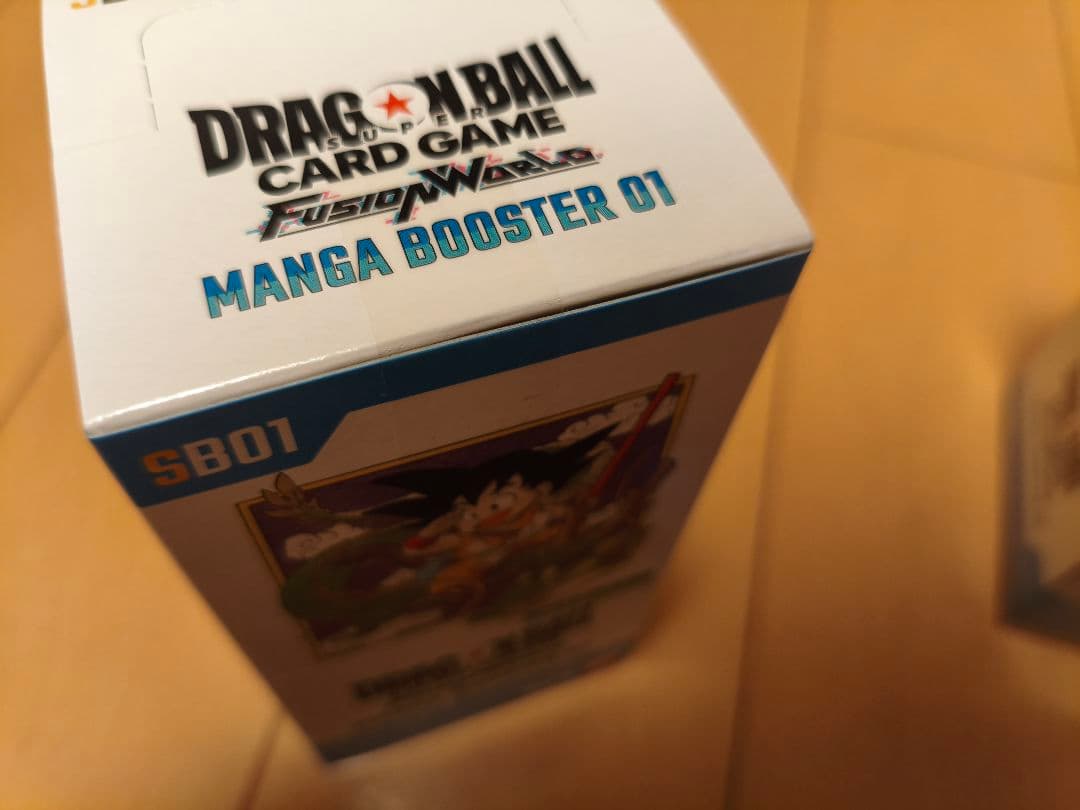 DRAGON BALL
SUPER
CARD GAME
FUSION WORLD
MANGA BOOSTER 01
SB01